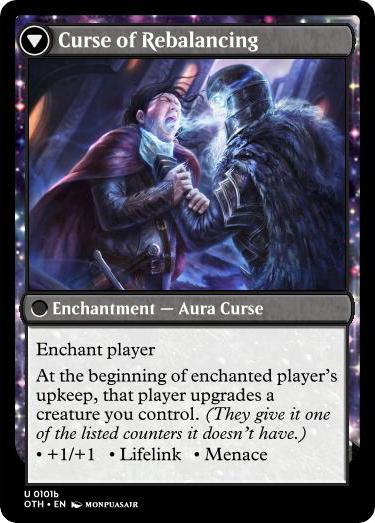 Curse of Rebalancing
Enchantment — Aura Curse
Enchant player
At the beginning of enchanted player's
upkeep, that player upgrades a
creature you control. (They give it one
of the listed counters it doesn't have.)
• +1/+1 • Lifelink • Menace
U 0101b
OTH • EN MONPUASAJR